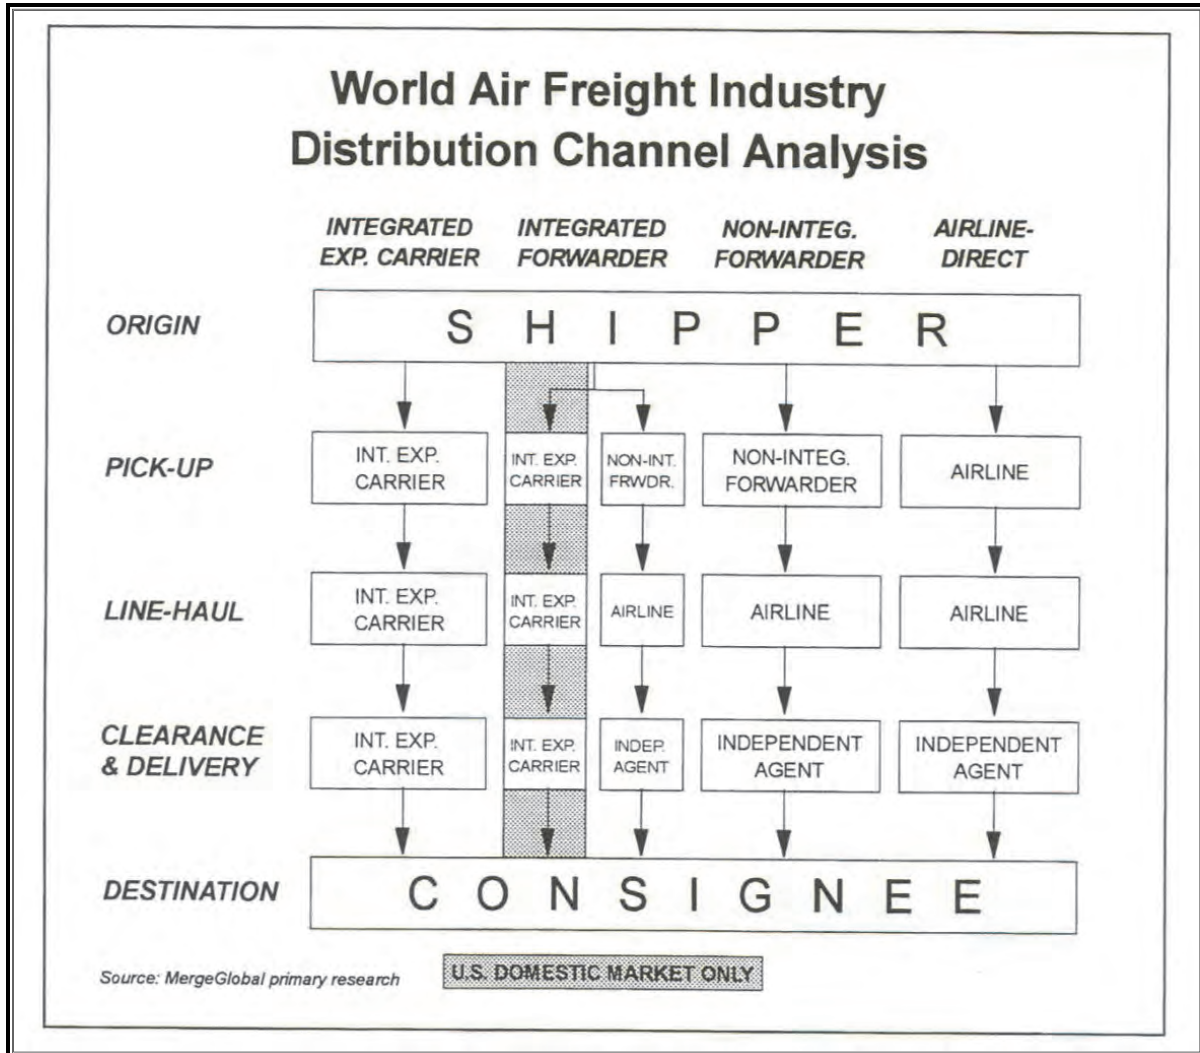 World Air Freight Industry
Distribution Channel Analysis
INTEGRATED
EXP. CARRIER
INTEGRATED
FORWARDER
NON-INTEG.
FORWARDER
AIRLINE-
DIRECT
ORIGIN
S H I P P E R
PICK-UP
INT. EXP.
CARRIER
INT. EXP.
CARRIER
NON-INT.
FRWDR.
NON-INTEG.
FORWARDER
AIRLINE
LINE-HAUL
INT. EXP.
CARRIER
INT. EXP.
CARRIER
AIRLINE
AIRLINE
AIRLINE
CLEARANCE
& DELIVERY
INT. EXP.
CARRIER
INT. EXP.
CARRIER
INDEP.
AGENT
INDEPENDENT
AGENT
INDEPENDENT
AGENT
DESTINATION
C O N S I G N E E
Source: MergeGlobal primary research
U.S. DOMESTIC MARKET ONLY